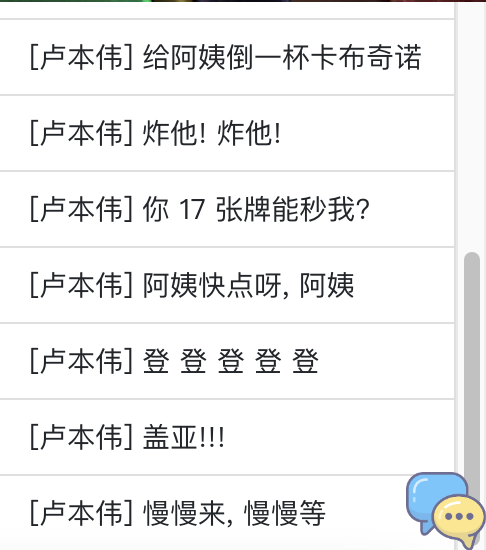 [卢本伟] 给阿姨倒一杯卡布奇诺
[卢本伟] 炸他! 炸他!
[卢本伟] 你 17 张牌能秒我?
[卢本伟] 阿姨快点呀, 阿姨
[卢本伟] 登 登 登 登 登
[卢本伟] 盖亚!!!
[卢本伟] 慢慢来, 慢慢等